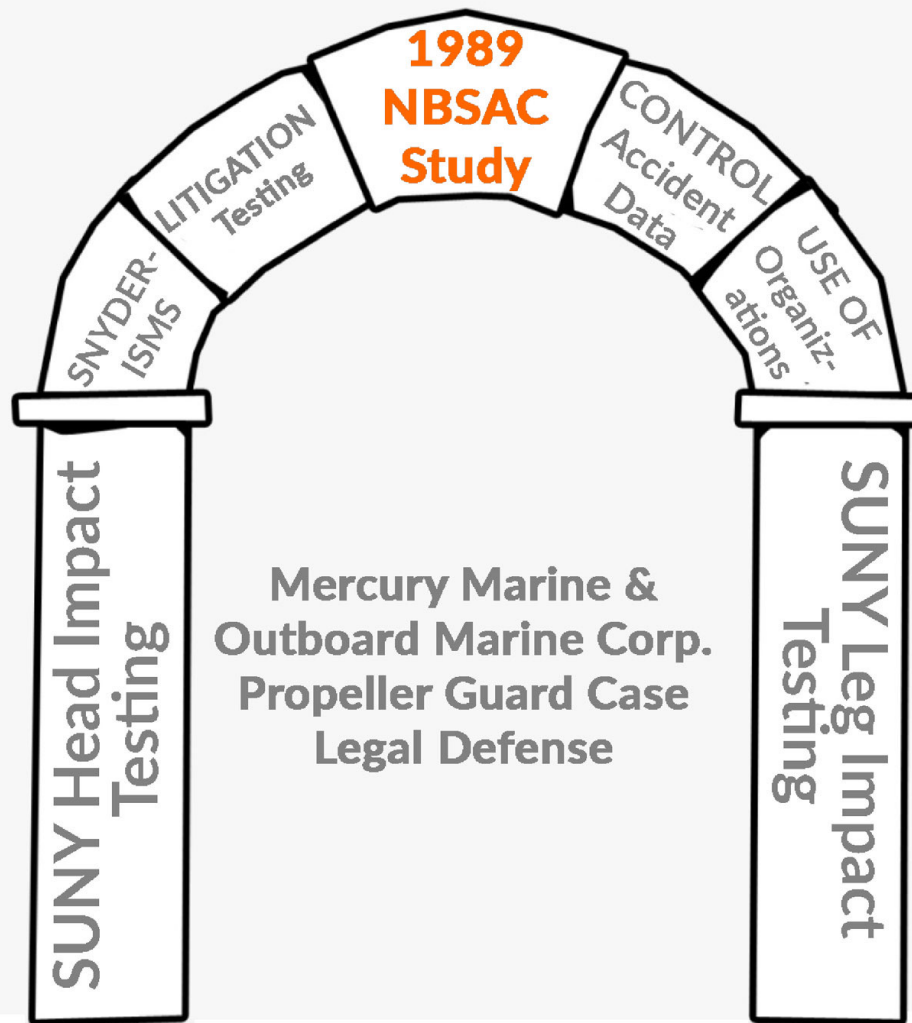 1989
NBSAC
Study
LITIGATION
Testing
CONTROL
Accident
Data
SNYDER-
ISMS
USE OF
Organiz-
ations
SUNY Head Impact
Testing
Mercury Marine &
Outboard Marine Corp.
Propeller Guard Case
Legal Defense
SUNY Leg Impact
Testing